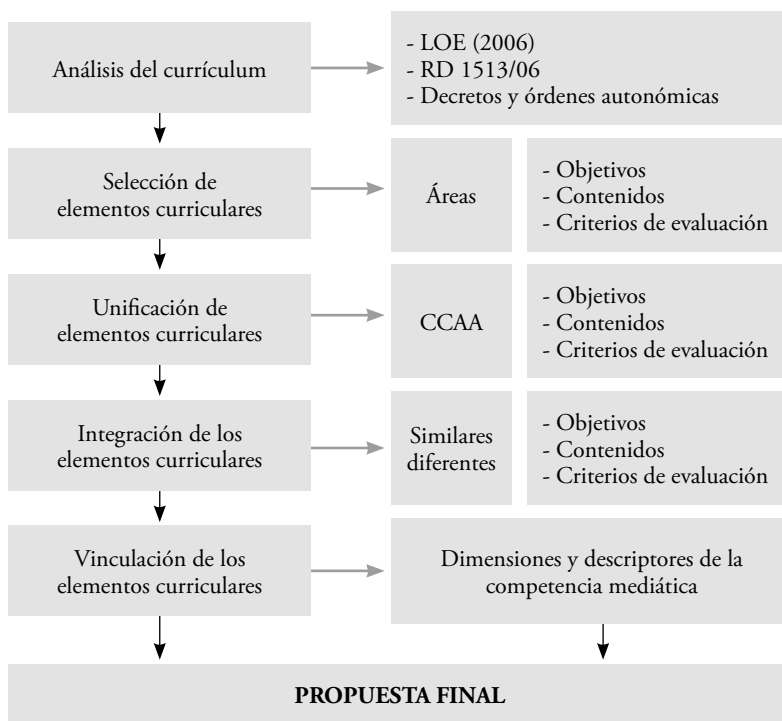 Análisis del currículum
- LOE (2006)
- RD 1513/06
- Decretos y órdenes autonómicas
Selección de
elementos curriculares
Áreas
- Objetivos
- Contenidos
- Criterios de evaluación
Unificación de
elementos curriculares
CCAA
- Objetivos
- Contenidos
- Criterios de evaluación
Integración de los
elementos curriculares
Similares
diferentes
- Objetivos
- Contenidos
- Criterios de evaluación
Vinculación de los
elementos curriculares
Dimensiones y descriptores de la
competencia mediática
PROPUESTA FINAL